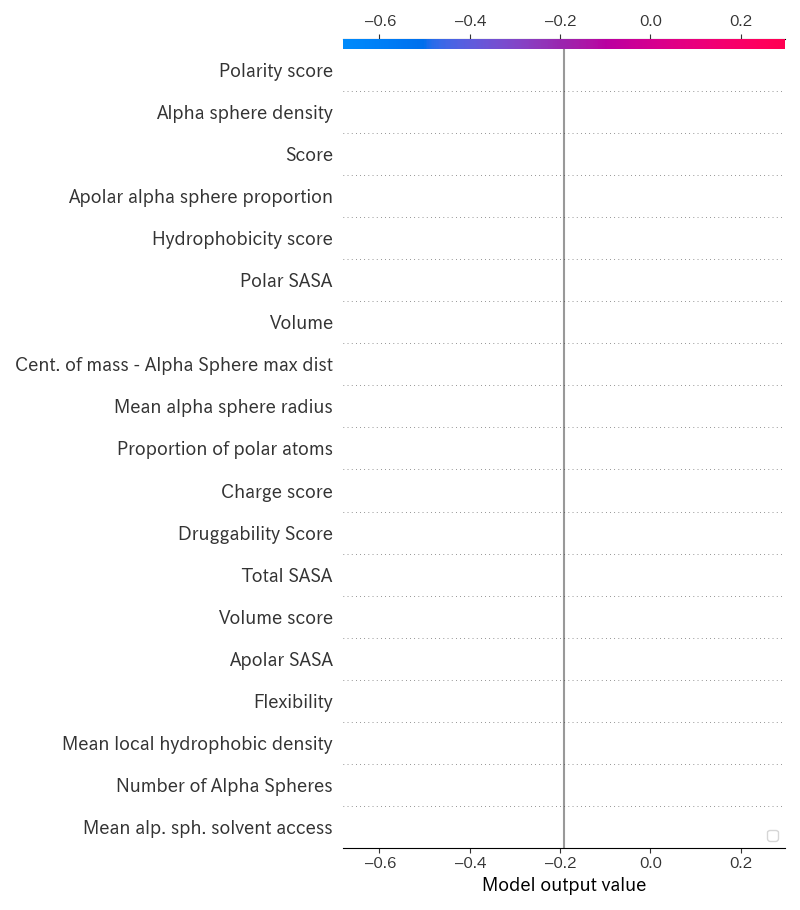 −0.6 −0.4 −0.2 0.0 0.2
Polarity score
Alpha sphere density
Score
Apolar alpha sphere proportion
Hydrophobicity score
Polar SASA
Volume
Cent. of mass - Alpha Sphere max dist
Mean alpha sphere radius
Proportion of polar atoms
Charge score
Druggability Score
Total SASA
Volume score
Apolar SASA
Flexibility
Mean local hydrophobic density
Number of Alpha Spheres
Mean alp. sph. solvent access
−0.6 −0.4 −0.2 0.0 0.2
Model output value